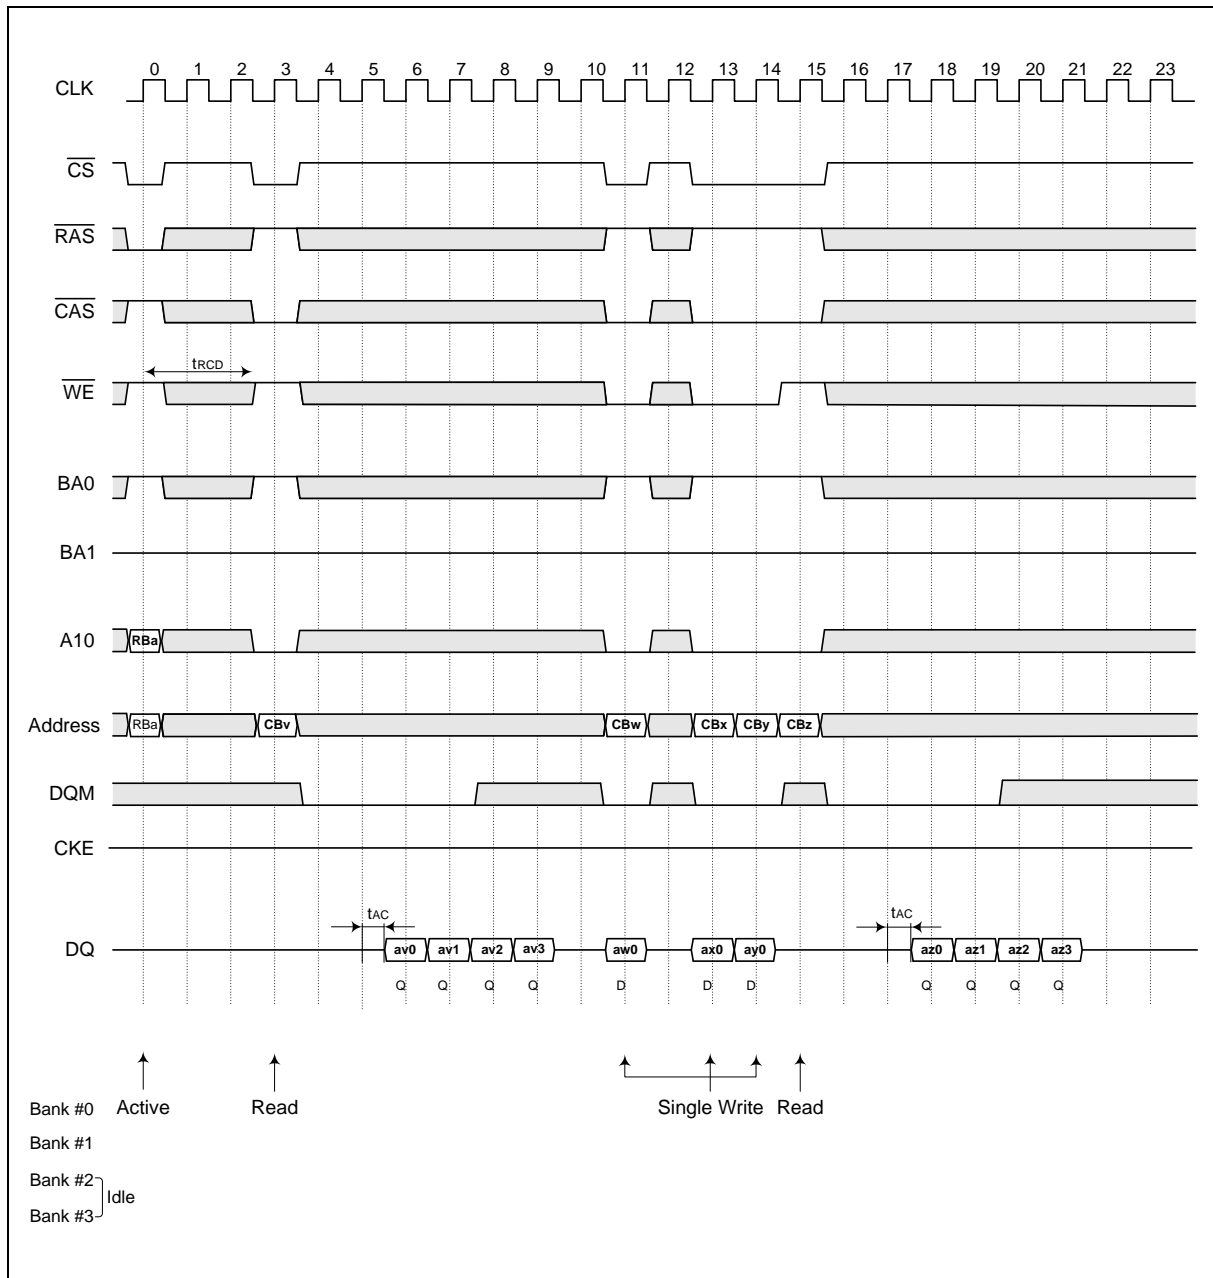 0 1 2 3 4 5 6 7 8 9 10 11 12 13 14 15 16 17 18 19 20 21 22 23
CLK
CS
RAS
CAS
tRCD
WE
BA0
BA1
A10 RBa
Address RBa CBv CBw CBx CBy CBz
DQM
CKE
tAC tAC
DQ av0 av1 av2 av3 aw0 ax0 ay0 az0 az1 az2 az3
Q Q Q Q D D D Q Q Q Q
Bank #0 Active Read Single Write Read
Bank #1
Bank #2
Idle
Bank #3